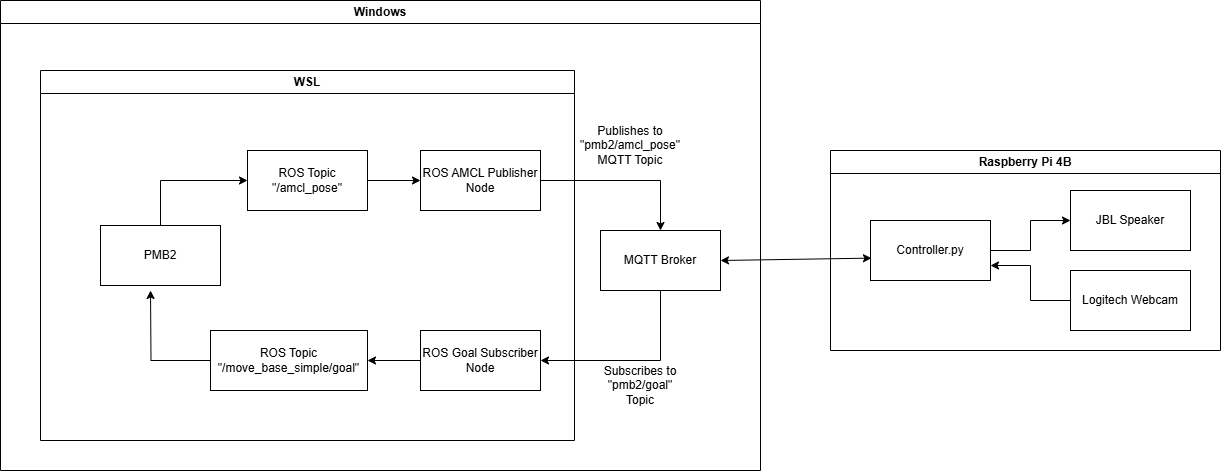 Windows
WSL
Publishes to
"pmb2/amcl_pose"
MQTT Topic
ROS Topic
"/amcl_pose"
ROS AMCL Publisher
Node
PMB2
MQTT Broker
ROS Topic
"/move_base_simple/goal"
ROS Goal Subscriber
Node
Subscribes to
"pmb2/goal"
Topic
Raspberry Pi 4B
Controller.py
JBL Speaker
Logitech Webcam